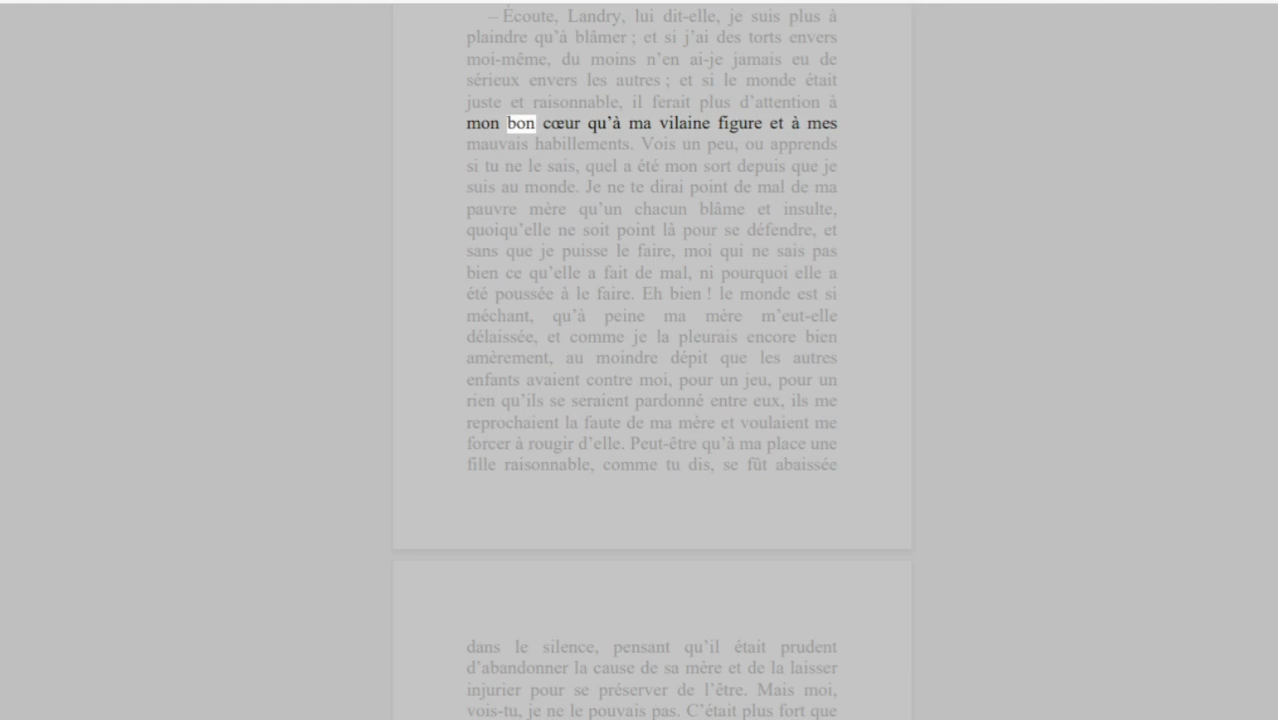 – Écoute, Landry, lui dit-elle, je suis plus à
plaindre qu’à blâmer ; et si j’ai des torts envers
moi-même, du moins n’en ai-je jamais eu de
sérieux envers les autres ; et si le monde était
juste et raisonnable, il ferait plus d’attention à
mon bon cœur qu’à ma vilaine figure et à mes
mauvais habillements. Vois un peu, ou apprends
si tu ne le sais, quel a été mon sort depuis que je
suis au monde. Je ne te dirai point de mal de ma
pauvre mère qu’un chacun blâme et insulte,
quoiqu’elle ne soit point là pour se défendre, et
sans que je puisse le faire, moi qui ne sais pas
bien ce qu’elle a fait de mal, ni pourquoi elle a
été poussée à le faire. Eh bien ! le monde est si
méchant, qu’à peine ma mère m’eut-elle
délaissée, et comme je la pleurais encore bien
amèrement, au moindre dépit que les autres
enfants avaient contre moi, pour un jeu, pour un
rien qu’ils se seraient pardonné entre eux, ils me
reprochaient la faute de ma mère et voulaient me
forcer à rougir d’elle. Peut-être qu’à ma place une
fille raisonnable, comme tu dis, se fût abaissée
dans le silence, pensant qu’il était prudent
d’abandonner la cause de sa mère et de la laisser
injurier pour se préserver de l’être. Mais moi,
vois-tu, je ne le pouvais pas. C’était plus fort que